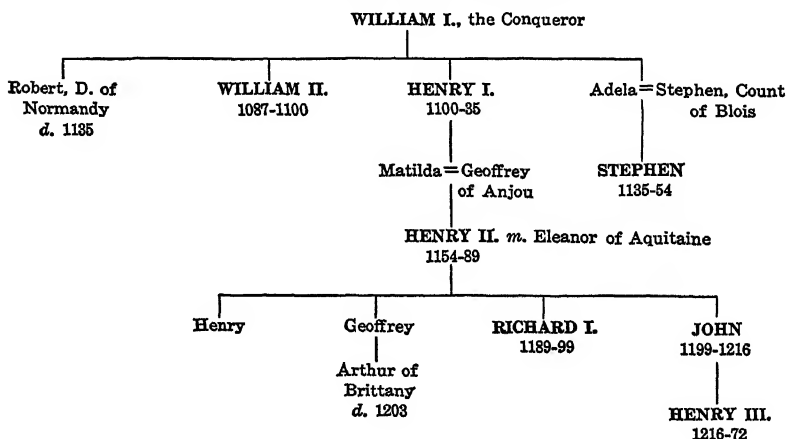 WILLIAM I., the Conqueror
Robert, D. of
Normandy
d. 1135
WILLIAM II.
1087-1100
HENRY I.
1100-35
Adela=Stephen, Count
of Blois
Matilda=Geoffrey
of Anjou
STEPHEN
1135-54
HENRY II. m. Eleanor of Aquitaine
1154-89
Henry
Geoffrey
RICHARD I.
1189-99
JOHN
1199-1216
Arthur of
Brittany
d. 1203
HENRY III.
1216-72